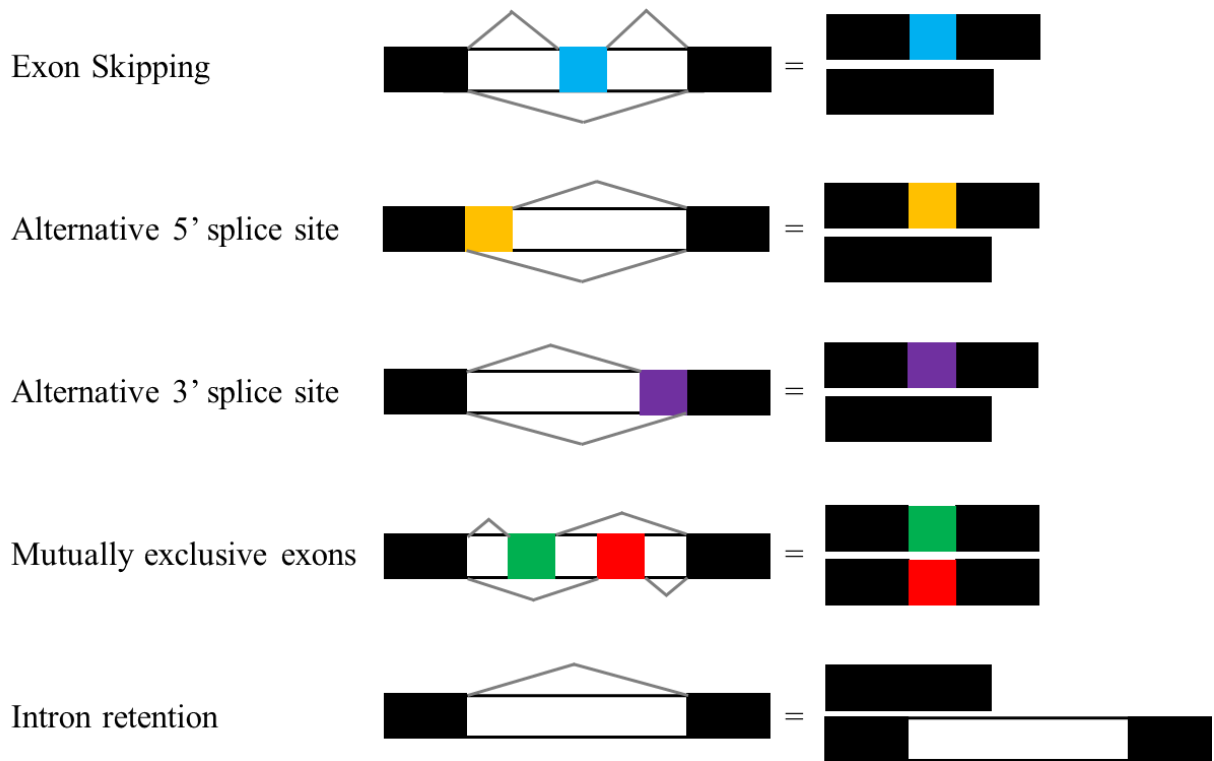 Exon Skipping
=
Alternative 5’ splice site
=
Alternative 3’ splice site
=
Mutually exclusive exons
=
Intron retention
=